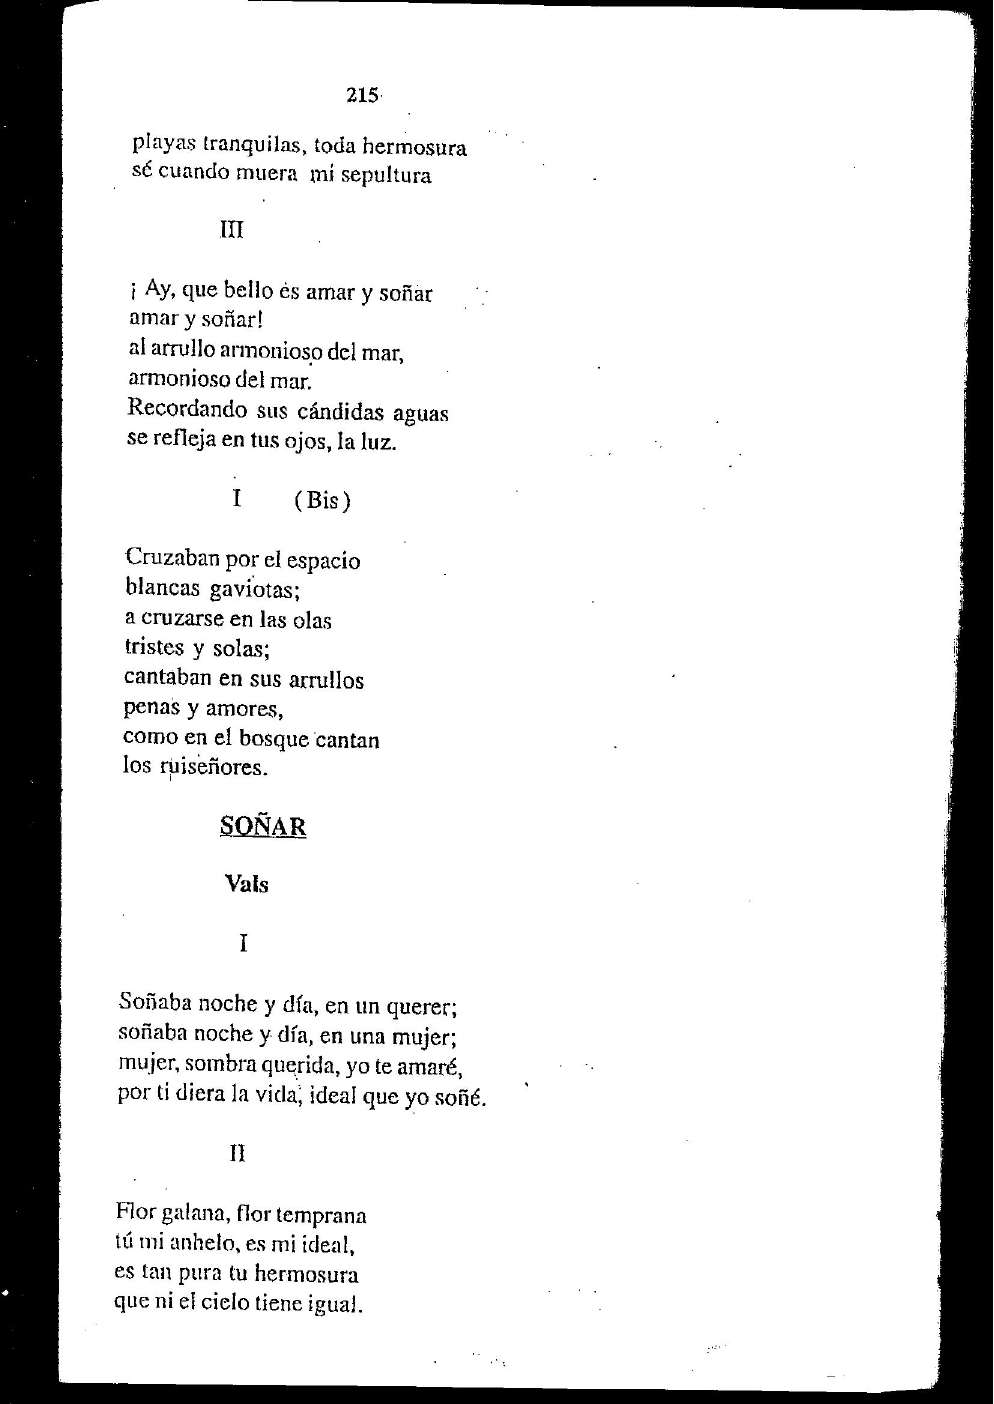 215
playas tranquilas, toda hermosura
sé cuando muera mi sepultura
III
¡ Ay, que bello es amar y soñar
amar y soñar!
al arrullo armonioso del mar,
armonioso del mar.
Recordando sus cándidas aguas
se refleja en tus ojos, la luz.
I (Bis)
Cruzaban por el espacio
blancas gaviotas;
a cruzarse en las olas
tristes y solas;
cantaban en sus arrullos
penas y amores,
como en el bosque cantan
los ruiseñores.
SOÑAR
Vals
I
Soñaba noche y día, en un querer;
soñaba noche y día, en una mujer;
mujer, sombra querida, yo te amaré,
por ti diera la vida, ideal que yo soñé.
II
Flor galana, flor temprana
tú mi anhelo, es mi ideal,
es tan pura tu hermosura
que ni el cielo tiene igual.